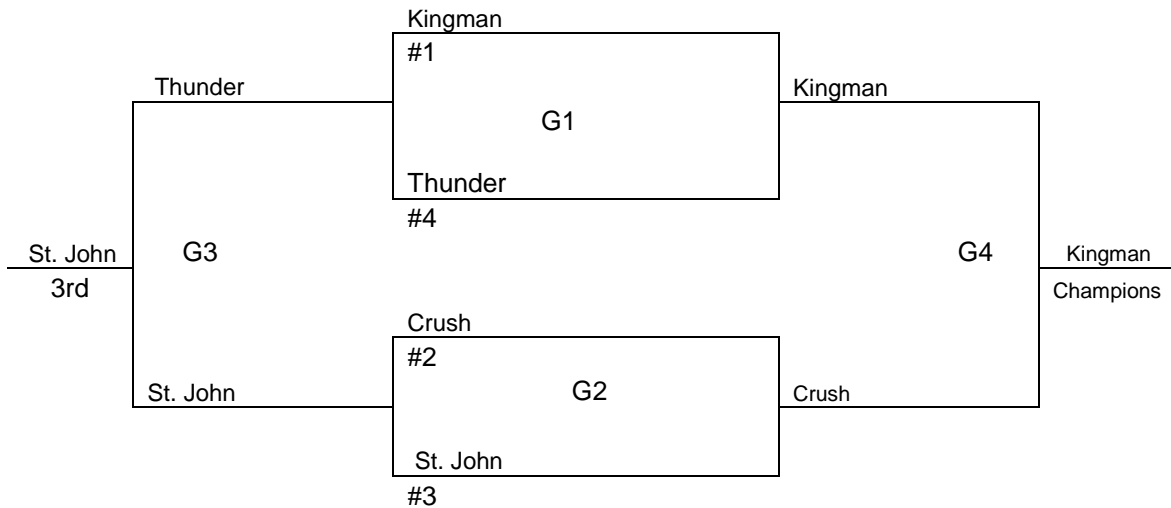 Kingman
#1
Thunder
Kingman
G1
Thunder
#4
St. John
G3
G4
Kingman
3rd
Champions
Crush
#2
St. John
G2
Crush
St. John
#3